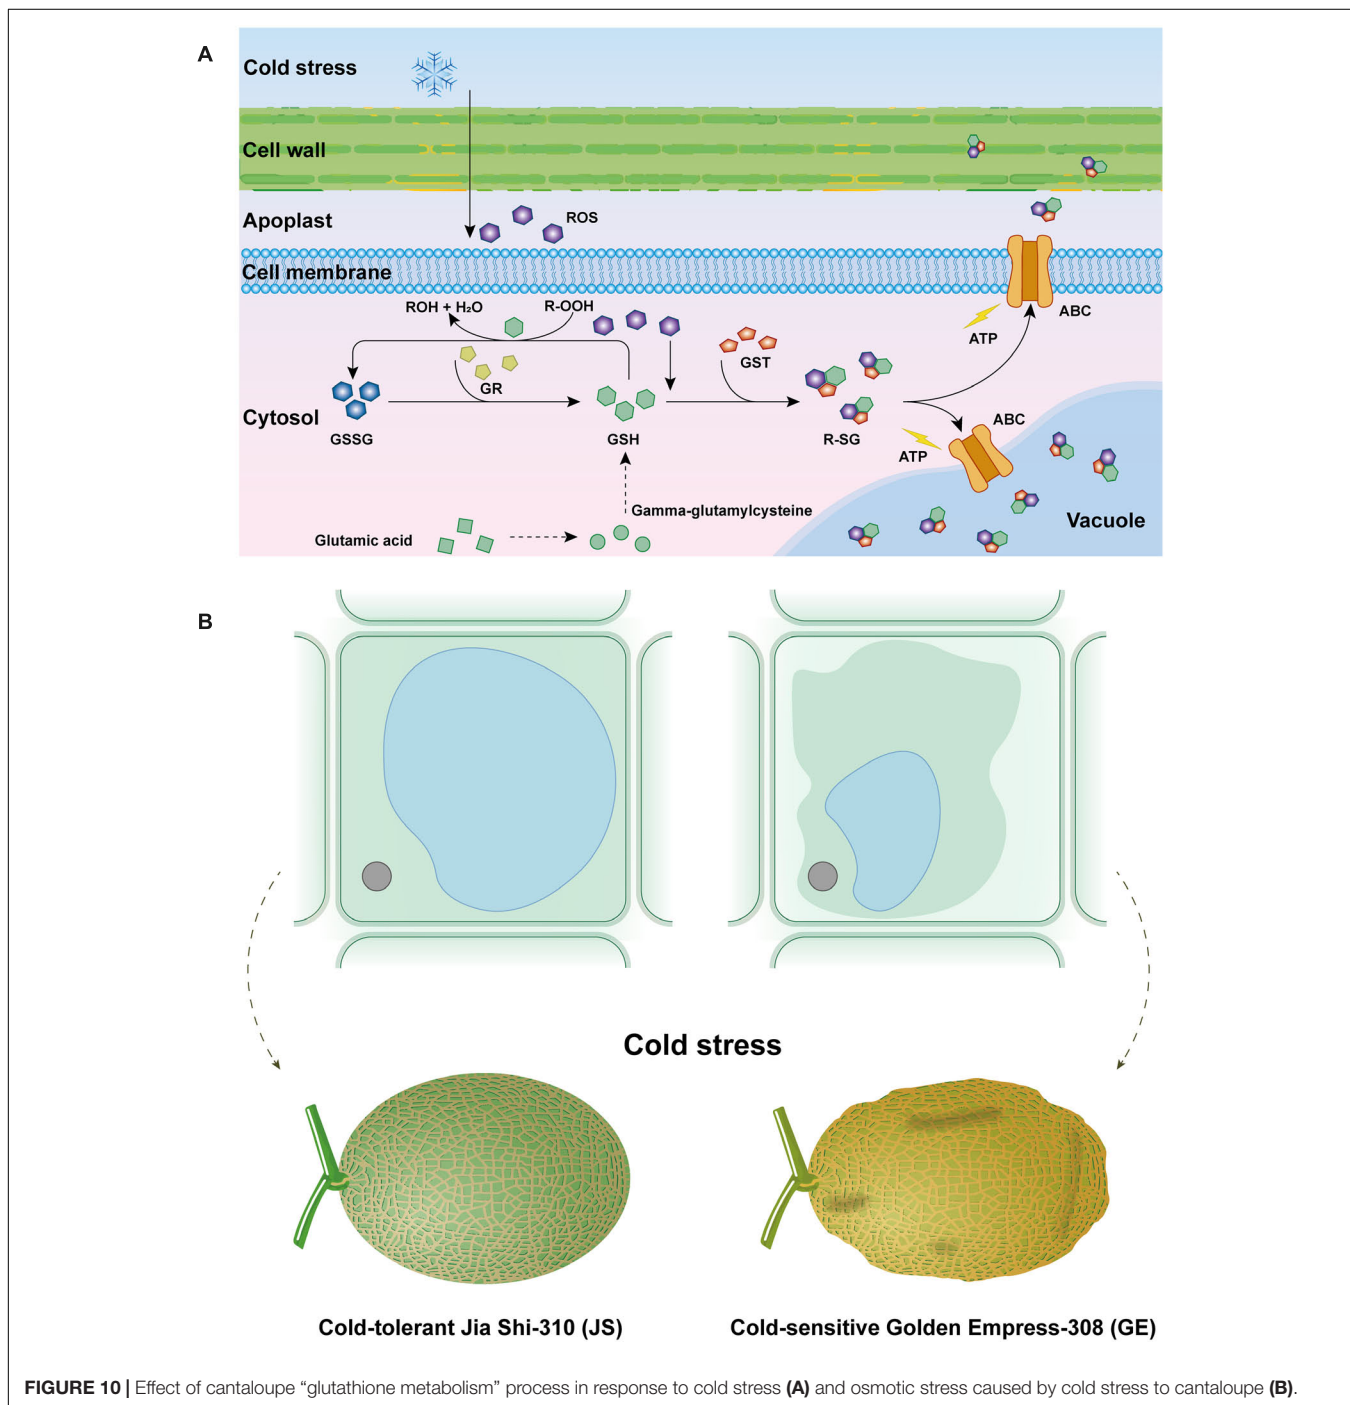 A
Cold stress
Cell wall
Apoplast
ROS
Cell membrane
ROH + H₂O
R-OOH
ABC
ATP
GST
GR
Cytosol
GSSG
GSH
R-SG
ABC
ATP
Gamma-glutamylcysteine
Vacuole
Glutamic acid
B
Cold stress
Cold-tolerant Jia Shi-310 (JS)
Cold-sensitive Golden Empress-308 (GE)
FIGURE 10 | Effect of cantaloupe “glutathione metabolism” process in response to cold stress (A) and osmotic stress caused by cold stress to cantaloupe (B).